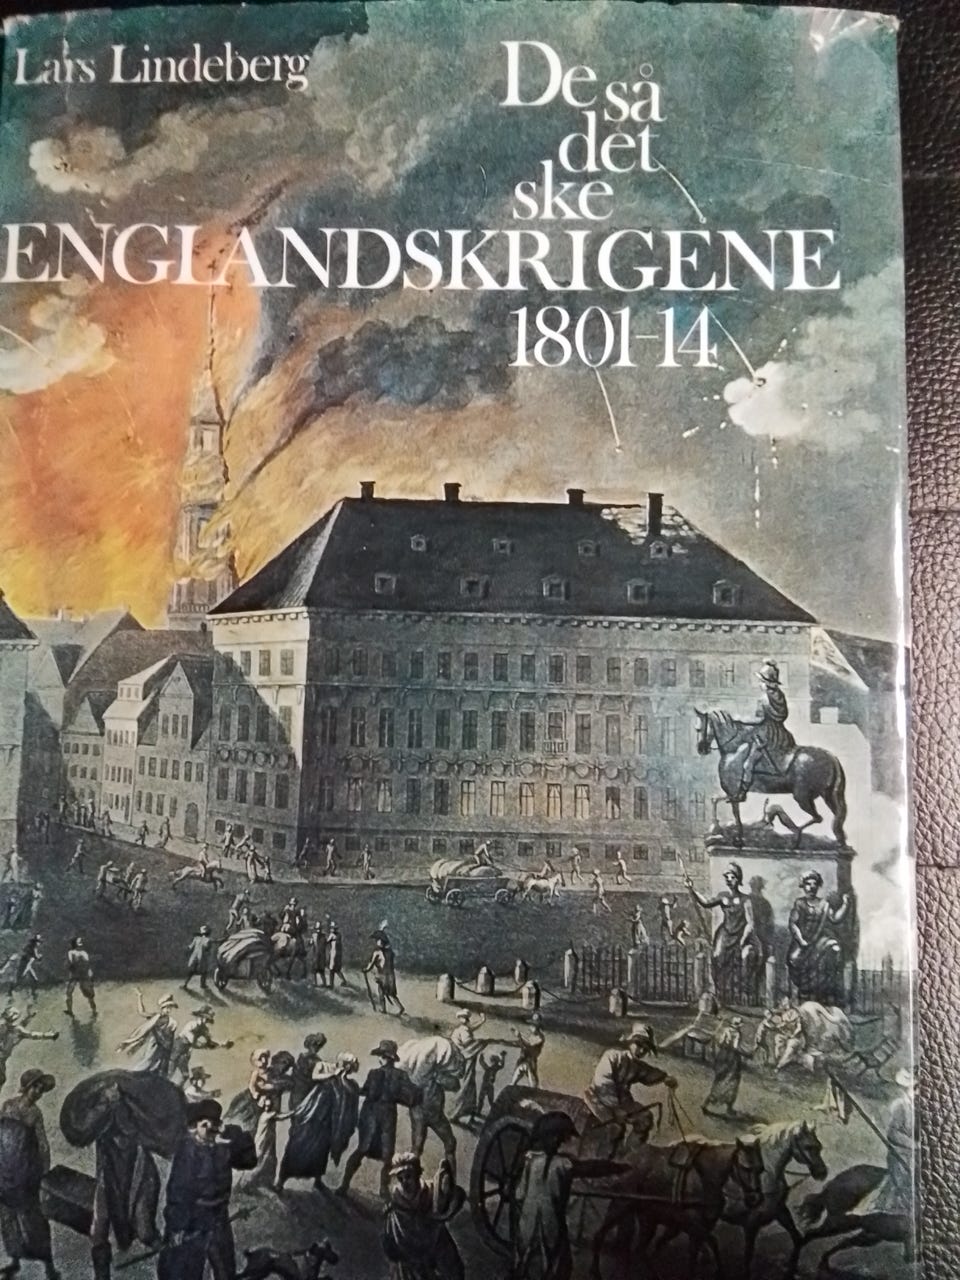 Lars Lindeberg
De så
det
ske
ENGLANDSKRIGENE
1801-14